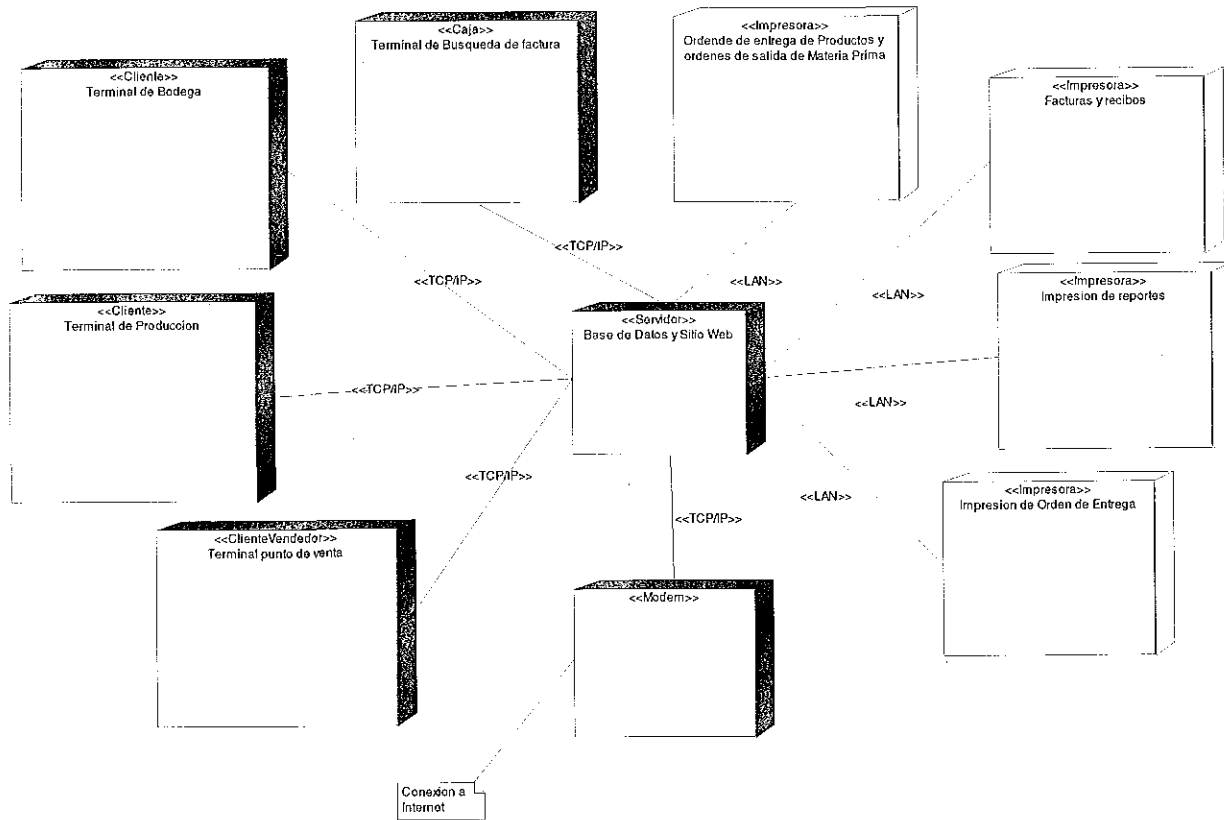 <<Caja>>
Terminal de Busqueda de factura
<<Impresora>>
Ordende de entrega de Productos y
ordenes de salida de Materia Prima
<<Cliente>>
Terminal de Bodega
<<Impresora>>
Facturas y recibos
<<TCP/IP>>
<<TCP/IP>>
<<LAN>>
<<LAN>>
<<Cliente>>
Terminal de Produccion
<<Servidor>>
Base de Datos y Sitio Web
<<Impresora>>
Impresion de reportes
<<TCP/IP>>
<<LAN>>
<<TCP/IP>>
<<LAN>>
<<Impresora>>
Impresion de Orden de Entrega
<<TCP/IP>>
<<ClienteVendedor>>
Terminal punto de venta
<<Modem>>
Conexion a
Internet